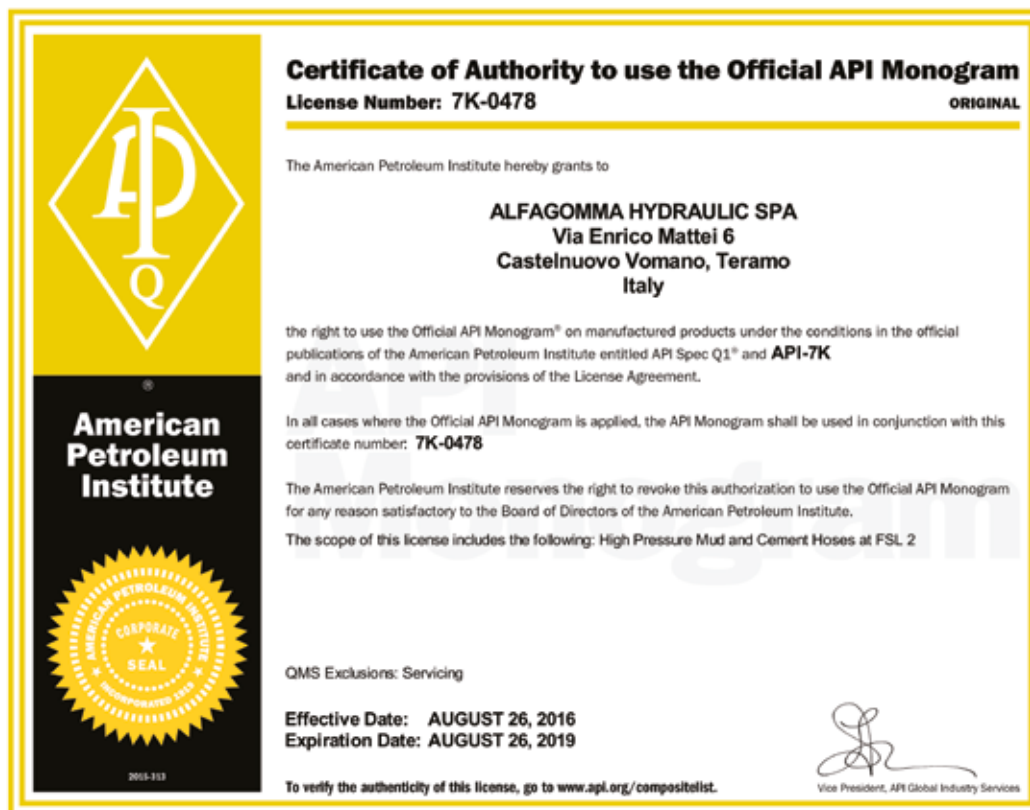 Certificate of Authority to use the Official API Monogram
License Number: 7K-0478
ORIGINAL
The American Petroleum Institute hereby grants to
ALFAGOMMA HYDRAULIC SPA
Via Enrico Mattei 6
Castelnuovo Vomano, Teramo
Italy
the right to use the Official API Monogram® on manufactured products under the conditions in the official
publications of the American Petroleum Institute entitled API Spec Q1® and API-7K
and in accordance with the provisions of the License Agreement.
In all cases where the Official API Monogram is applied, the API Monogram shall be used in conjunction with this
certificate number: 7K-0478
The American Petroleum Institute reserves the right to revoke this authorization to use the Official API Monogram
for any reason satisfactory to the Board of Directors of the American Petroleum Institute.
The scope of this license includes the following: High Pressure Mud and Cement Hoses at FSL 2
QMS Exclusions: Servicing
Effective Date: AUGUST 26, 2016
Expiration Date: AUGUST 26, 2019
To verify the authenticity of this license, go to www.api.org/compositelist.
Vice President, API Global Industry Services
API
Q
®
American
Petroleum
Institute
AMERICAN PETROLEUM INSTITUTE
CORPORATE
SEAL
INCORPORATED 1919
2015-313
API
Monogram